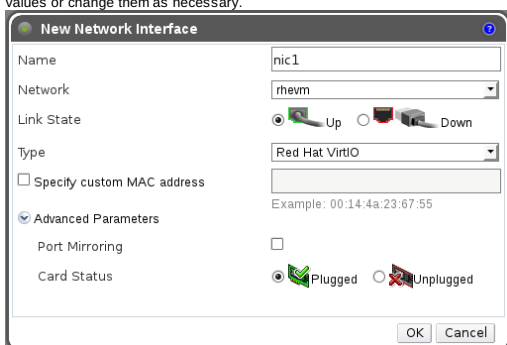 values or change them as necessary.
New Network Interface
Name nic1
Network rhevm
Link State Up Down
Type Red Hat VirtIO
Specify custom MAC address
Example: 00:14:4a:23:67:55
Advanced Parameters
Port Mirroring
Card Status Plugged Unplugged
OK Cancel